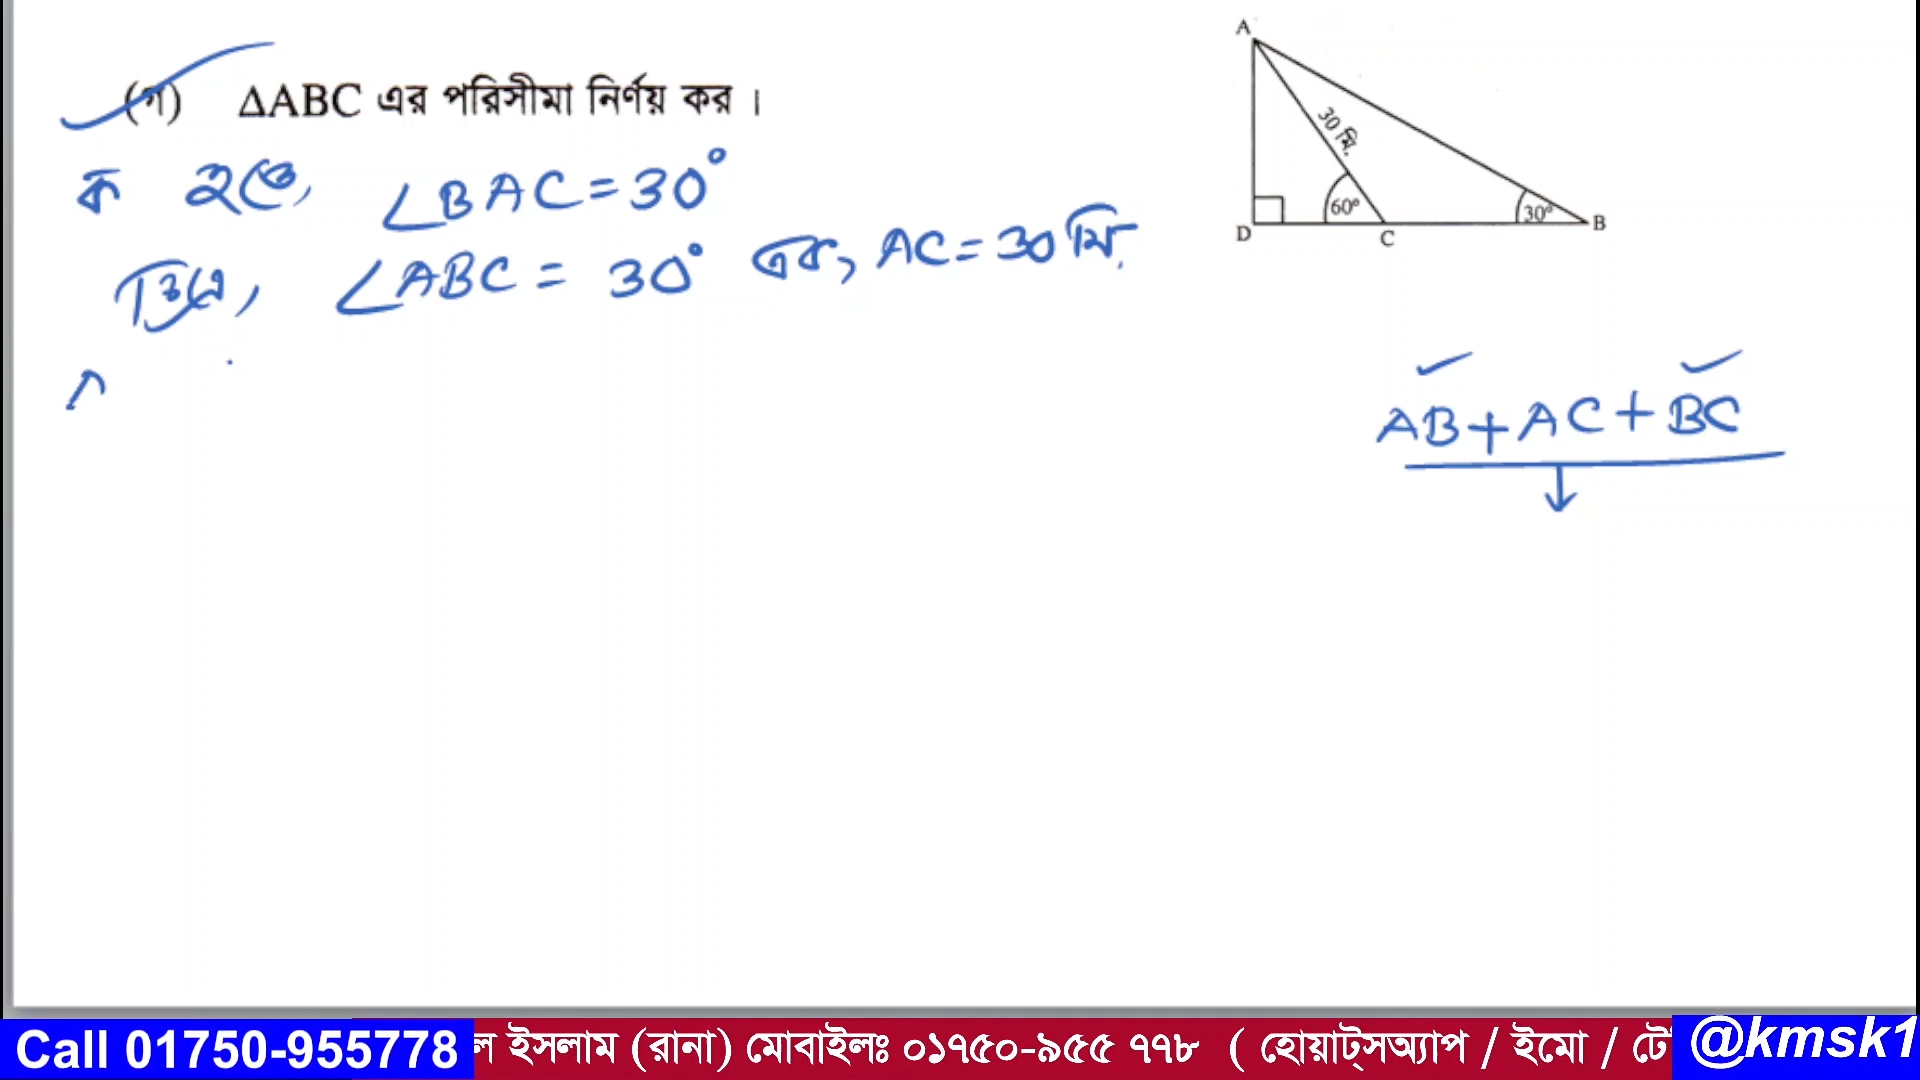 (গ) ΔABC এর পরিসীমা নির্ণয় কর ।
ক হতে, ∠BAC = 30°
চিত্রে, ∠ABC = 30° এবং, AC = 30 মি.
A
30 মি.
60°
30°
D
C
B
AB + AC + BC
Call 01750-955778
ল ইসলাম (রানা) মোবাইলঃ ০১৭৫০-৯৫৫ ৭৭৮ ( হোয়াট্সঅ্যাপ / ইমো /
@kmsk1